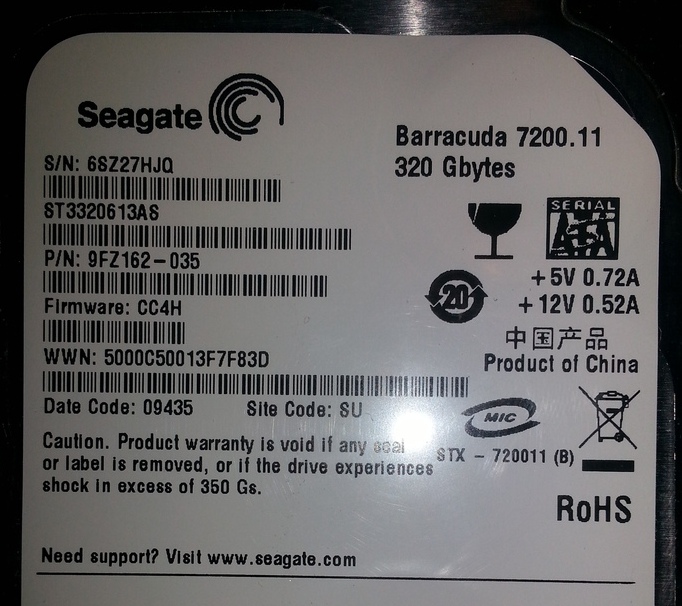 Seagate
Barracuda 7200.11
320 Gbytes
S/N: 6SZ27HJQ
ST3320613AS
P/N: 9FZ162-035
Firmware: CC4H
WWN: 5000C50013F7F83D
Date Code: 09435 Site Code: SU
SERIAL
ATA
20
+5V 0.72A
+12V 0.52A
中国产品
Product of China
MIC
STX - 720011 (B)
Caution. Product warranty is void if any seal
or label is removed, or if the drive experiences
shock in excess of 350 Gs.
RoHS
Need support? Visit www.seagate.com